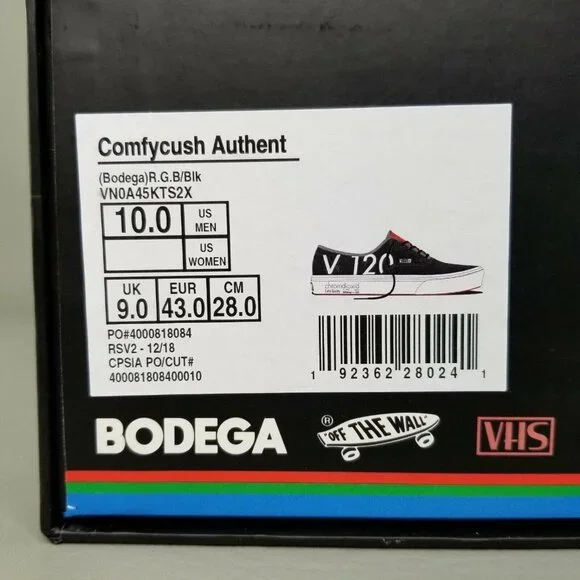 Comfycush Authent
(Bodega)R.G.B/Blk
VN0A45KTS2X
10.0 US MEN
US WOMEN
UK EUR CM
9.0 43.0 28.0
PO#4000818084
RSV2 - 12/18
CPSIA PO/CUT#
400081808400010
V 120
1 92362 28024 1
BODEGA
® "OFF THE WALL"
VHS